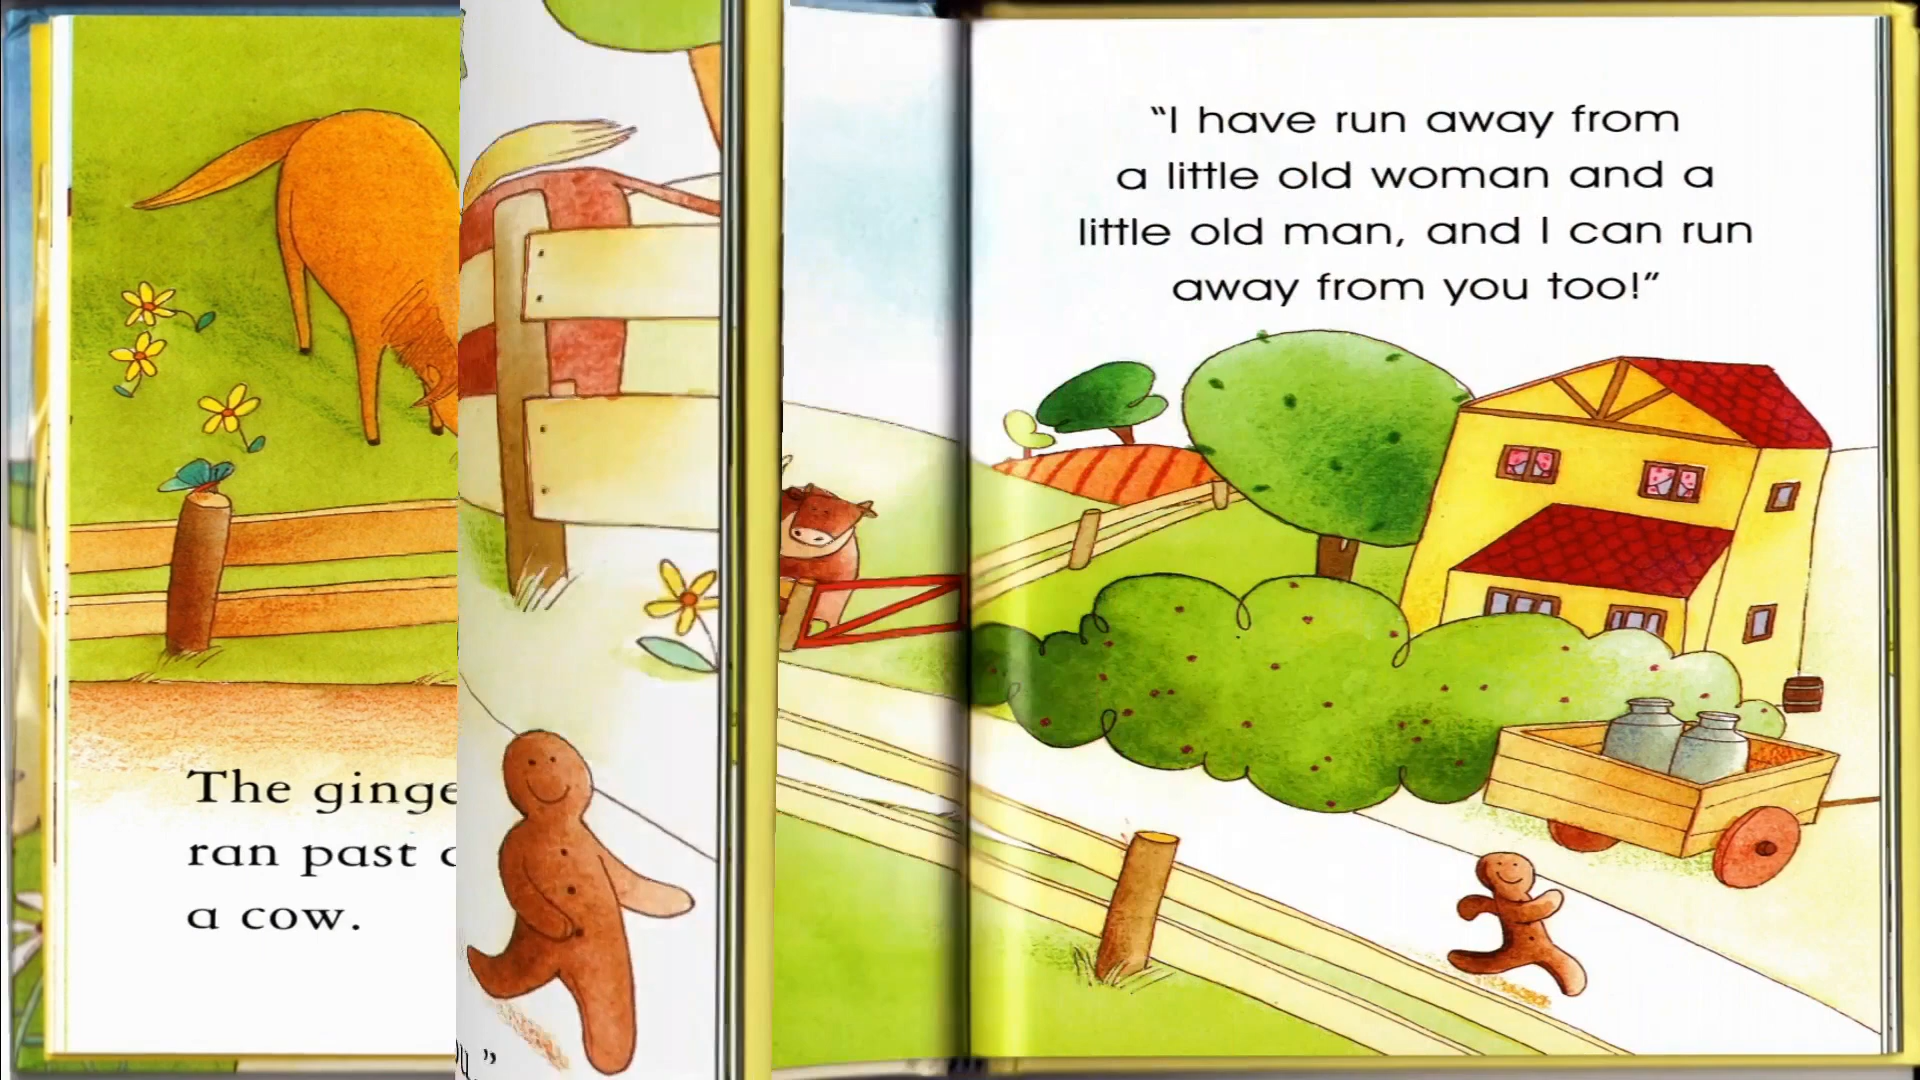 The
ran past
a cow.
"I have run away from
a little old woman and a
little old man, and I can run
away from you too!"